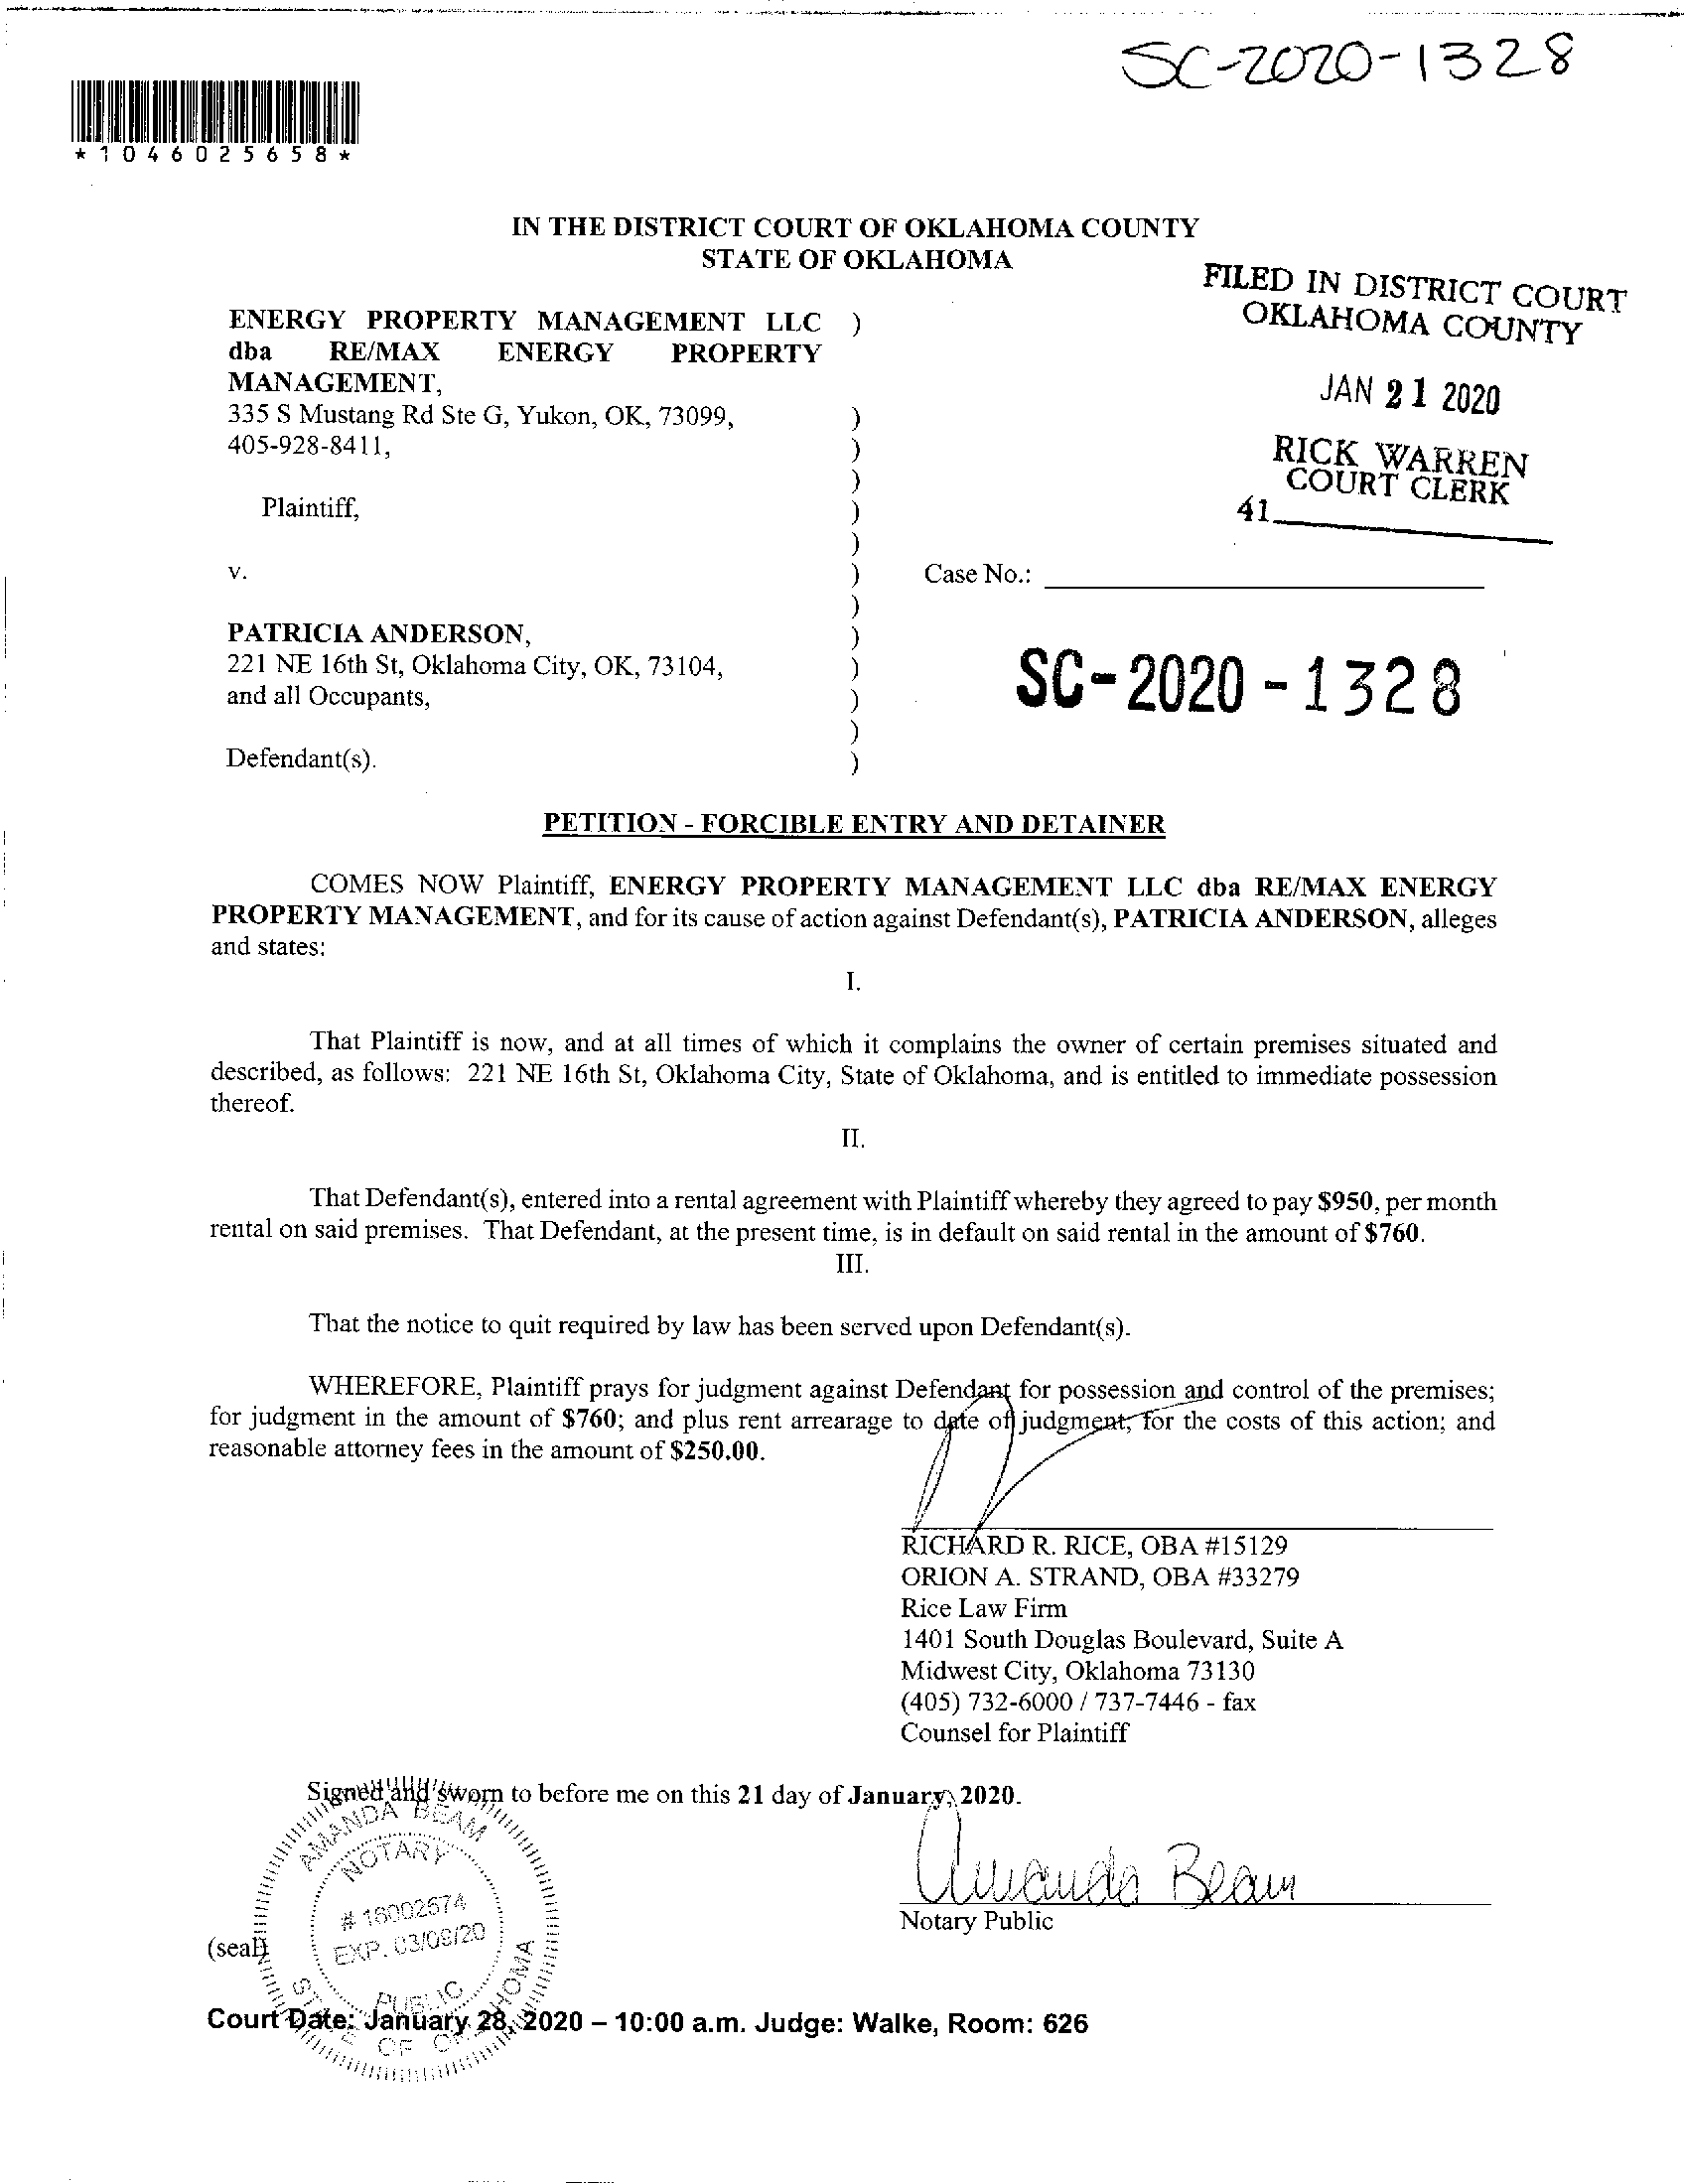 SC-2020-1328
*1046025658*
IN THE DISTRICT COURT OF OKLAHOMA COUNTY
STATE OF OKLAHOMA
FILED IN DISTRICT COURT
OKLAHOMA COUNTY
JAN 21 2020
RICK WARREN
COURT CLERK
41
ENERGY PROPERTY MANAGEMENT LLC )
dba RE/MAX ENERGY PROPERTY
MANAGEMENT,
335 S Mustang Rd Ste G, Yukon, OK, 73099, )
405-928-8411, )
)
Plaintiff, )
)
v. ) Case No.:
)
PATRICIA ANDERSON, )
221 NE 16th St, Oklahoma City, OK, 73104, )
and all Occupants, )
)
Defendant(s). )
SC-2020-1328
PETITION - FORCIBLE ENTRY AND DETAINER
COMES NOW Plaintiff, ENERGY PROPERTY MANAGEMENT LLC dba RE/MAX ENERGY
PROPERTY MANAGEMENT, and for its cause of action against Defendant(s), PATRICIA ANDERSON, alleges
and states:
I.
That Plaintiff is now, and at all times of which it complains the owner of certain premises situated and
described, as follows: 221 NE 16th St, Oklahoma City, State of Oklahoma, and is entitled to immediate possession
thereof.
II.
That Defendant(s), entered into a rental agreement with Plaintiff whereby they agreed to pay $950, per month
rental on said premises. That Defendant, at the present time, is in default on said rental in the amount of $760.
III.
That the notice to quit required by law has been served upon Defendant(s).
WHEREFORE, Plaintiff prays for judgment against Defendant for possession and control of the premises;
for judgment in the amount of $760; and plus rent arrearage to date of judgment; for the costs of this action; and
reasonable attorney fees in the amount of $250.00.
RICHARD R. RICE, OBA #15129
ORION A. STRAND, OBA #33279
Rice Law Firm
1401 South Douglas Boulevard, Suite A
Midwest City, Oklahoma 73130
(405) 732-6000 / 737-7446 - fax
Counsel for Plaintiff
Signed and sworn to before me on this 21 day of January, 2020.
Amanda Beam
Notary Public
(seal)
AMANDA BEAM
NOTARY
# 16002674
EXP. 03/08/20
PUBLIC
STATE OF OKLAHOMA
Court Date: January 28, 2020 – 10:00 a.m. Judge: Walke, Room: 626